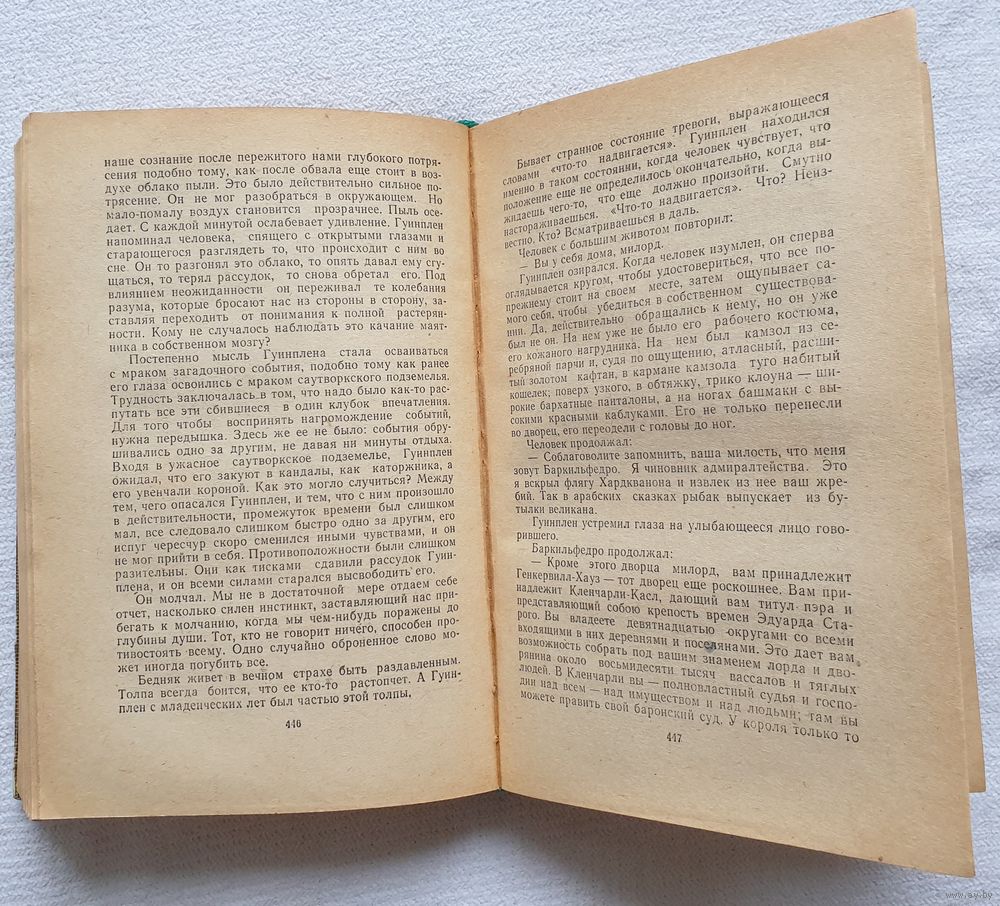 наше сознание после пережитого нами глубокого потря-
сения подобно тому, как после обвала еще стоит в воз-
духе облако пыли. Это было действительно сильное по-
трясение. Он не мог разобраться в окружающем. Но
мало-помалу воздух становится прозрачнее. Пыль осе-
дает. С каждой минутой ослабевает удивление. Гуинплен
напоминал человека, спящего с открытыми глазами и
старающегося разглядеть то, что происходит с ним во
сне. Он то разгонял это облако, то опять давал ему сгу-
щаться, то терял рассудок, то снова обретал его. Под
влиянием неожиданности он переживал те колебания
разума, которые бросают нас из стороны в сторону, за-
ставляя переходить от понимания к полной растерян-
ности. Кому не случалось наблюдать это качание маят-
ника в собственном мозгу?
Постепенно мысль Гуинплена стала осваиваться
с мраком загадочного события, подобно тому как ранее
его глаза освоились с мраком саутворкского подземелья.
Трудность заключалась в том, что надо было как-то рас-
путать все эти сбившиеся в один клубок впечатления.
Для того чтобы воспринять нагромождение событий,
нужна передышка. Здесь же ее не было: события обру-
шивались одно за другим, не давая ни минуты отдыха.
Входя в ужасное саутворкское подземелье, Гуинплен
ожидал, что его закуют в кандалы, как каторжника, а
его увенчали короной. Как это могло случиться? Между
тем, чего опасался Гуинплен, и тем, что с ним произошло
в действительности, промежуток времени был слишком
мал, все следовало слишком быстро одно за другим, его
испуг чересчур скоро сменился иными чувствами, и он
не мог прийти в себя. Противоположности были слишком
разительны. Они как тисками сдавили рассудок Гуин-
плена, и он всеми силами старался высвободить его.
Он молчал. Мы не в достаточной мере отдаем себе
отчет, насколько силен инстинкт, заставляющий нас при-
бегать к молчанию, когда мы чем-нибудь поражены до
глубины души. Тот, кто не говорит ничего, способен про-
тивостоять всему. Одно случайно оброненное слово мо-
жет иногда погубить все.
Бедняк живет в вечном страхе быть раздавленным.
Толпа всегда боится, что ее кто-то растопчет. А Гуин-
плен с младенческих лет был частью этой толпы.
446
Бывает странное состояние тревоги, выражающееся
словами «что-то надвигается». Гуинплен находился
именно в таком состоянии, когда человек чувствует, что
положение еще не определилось окончательно, когда вы-
жидаешь чего-то, что еще должно произойти. Смутно
настораживаешься. «Что-то надвигается». Что? Неиз-
вестно. Кто? Всматриваешься в даль.
Человек с большим животом повторил:
— Вы у себя дома, милорд.
Гуинплен озирался. Когда человек изумлен, он сперва
оглядывается кругом, чтобы удостовериться, что все по-
прежнему стоит на своем месте, затем ощупывает са-
мого себя, чтобы убедиться в собственном существова-
нии. Да, действительно обращались к нему, но он уже
был не он. На нем уже не было его рабочего костюма,
его кожаного нагрудника. На нем был камзол из се-
ребряной парчи и, судя по ощущению, атласный, расши-
тый золотом кафтан, в кармане камзола туго набитый
кошелек; поверх узкого, в обтяжку, трико клоуна — ши-
рокие бархатные панталоны, а на ногах башмаки с вы-
сокими красными каблуками. Его не только перенесли
во дворец, его переодели с головы до ног.
Человек продолжал:
— Соблаговолите запомнить, ваша милость, что меня
зовут Баркильфедро. Я чиновник адмиралтейства. Это
я вскрыл флягу Хардкванона и извлек из нее ваш жре-
бий. Так в арабских сказках рыбак выпускает из бу-
тылки великана.
Гуинплен устремил глаза на улыбающееся лицо гово-
рившего.
Баркильфедро продолжал:
— Кроме этого дворца милорд, вам принадлежит
Генкервилл-Хауз — тот дворец еще роскошнее. Вам при-
надлежит Кленчарли-Касл, дающий вам титул пэра и
представляющий собою крепость времен Эдуарда Ста-
рого. Вы владеете девятнадцатью округами со всеми
входящими в них деревнями и поселянами. Это дает вам
возможность собрать под вашим знаменем лорда и дво-
рянина около восьмидесяти тысяч вассалов и тяглых
людей. В Кленчарли вы — полновластный судья и госпо-
дин над всем — над имуществом и над людьми; там вы
можете править свой баронский суд. У короля только то
447
www.ay.by